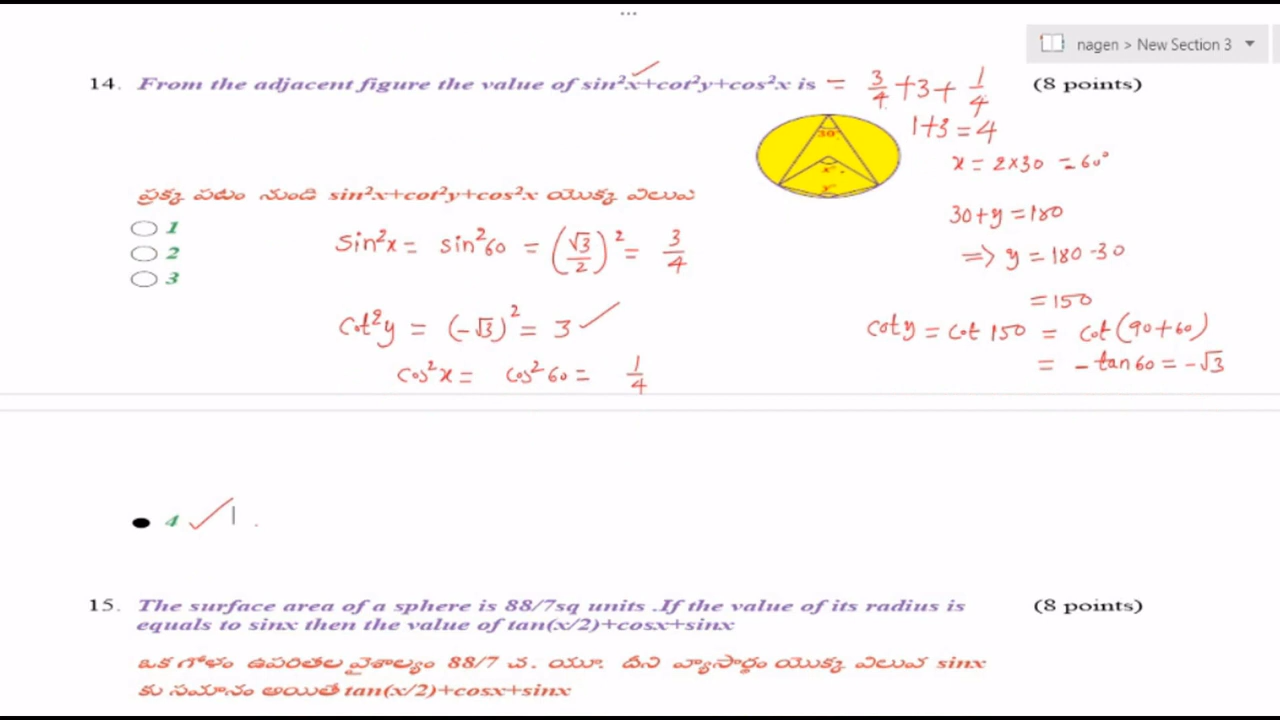 ...
nagen > New Section 3
14. From the adjacent figure the value of sin²x+cot²y+cos²x is = 3/4 + 3 + 1/4 (8 points)
1+3 = 4
30°
x = 2×30 = 60°
x°
y°
ప్రక్క పటం నుండి sin²x+cot²y+cos²x యొక్క విలువ
30+y = 180
1
Sin²x = sin²60 = (√3/2)² = 3/4
2
⇒ y = 180-30
3
= 150
Cot²y = (-√3)² = 3
Coty = Cot 150 = Cot (90+60)
= - tan 60 = -√3
Cos²x = Cos² 60 = 1/4
4
15. The surface area of a sphere is 88/7sq units .If the value of its radius is (8 points)
equals to sinx then the value of tan(x/2)+cosx+sinx
ఒక గోళం ఉపరితల వైశాల్యం 88/7 చ. యూ. దీని వ్యాసార్థం యొక్క విలువ sinx
కు సమానం అయితే tan(x/2)+cosx+sinx